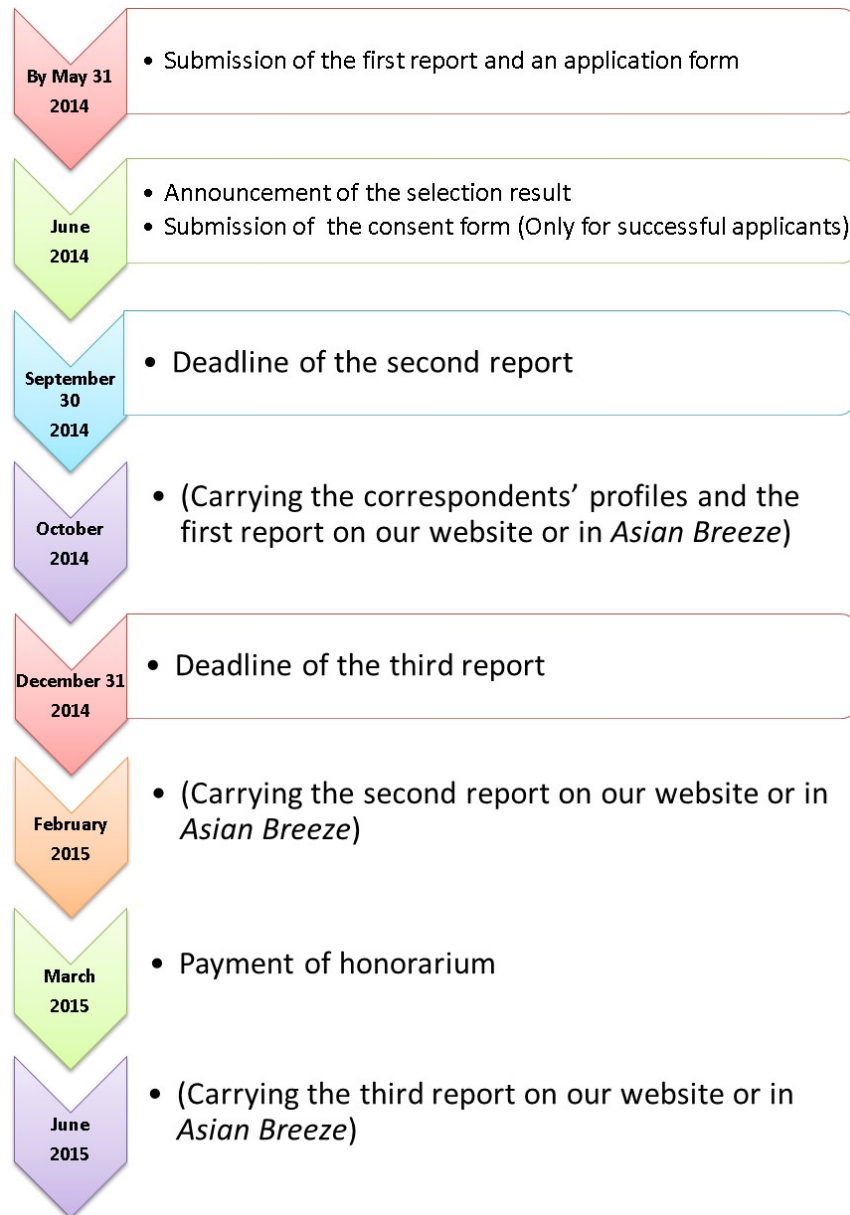 By May 31
2014
• Submission of the first report and an application form
June
2014
• Announcement of the selection result
• Submission of the consent form (Only for successful applicants)
September
30
2014
• Deadline of the second report
October
2014
• (Carrying the correspondents’ profiles and the
first report on our website or in Asian Breeze)
December 31
2014
• Deadline of the third report
February
2015
• (Carrying the second report on our website or in
Asian Breeze)
March
2015
• Payment of honorarium
June
2015
• (Carrying the third report on our website or in
Asian Breeze)